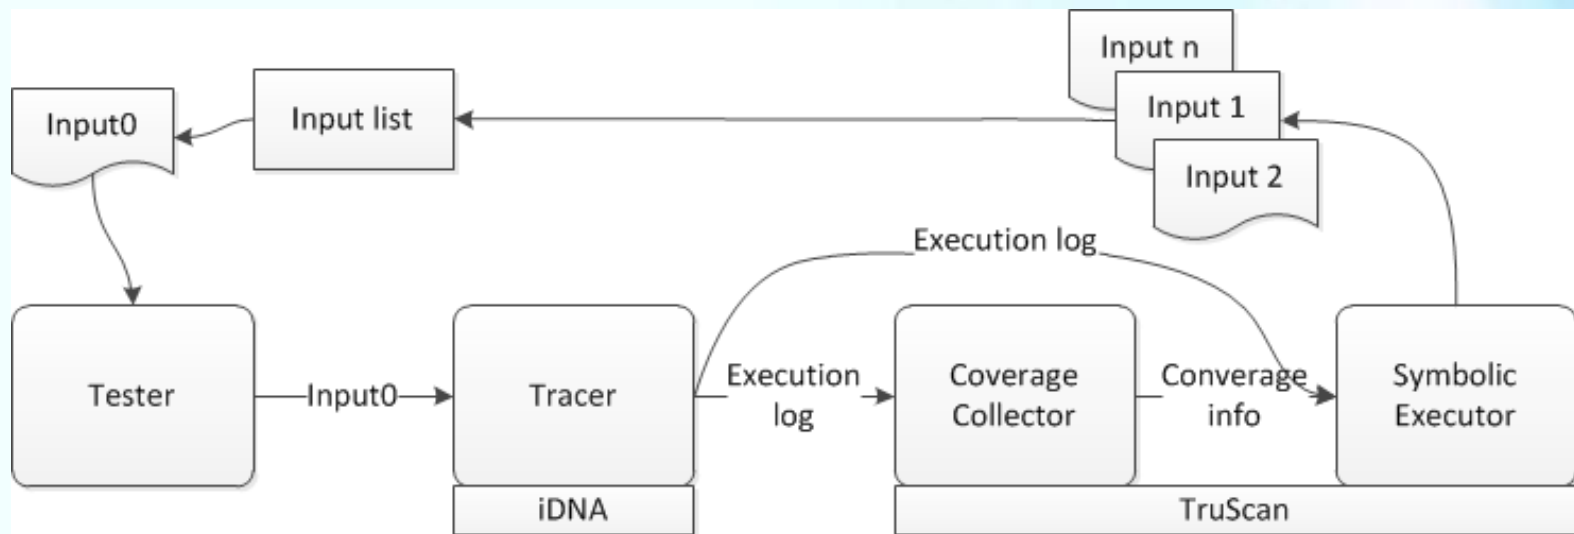 Input n
Input 1
Input 2
Input list
Input0
Execution log
Tester
Input0
Tracer
Execution
log
Coverage
Collector
Converage
info
Symbolic
Executor
iDNA
TruScan